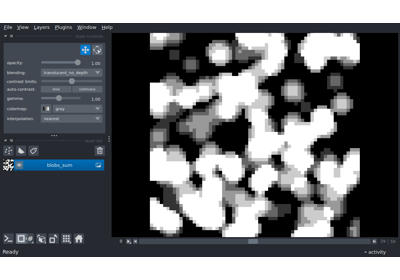 File View Layers Plugins Window Help
opacity: 1.00
blending: translucent_no_depth
contrast limits:
auto-contrast: once continuous
gamma: 1.00
colormap: gray
interpolation: nearest
blobs_sum
Ready
activity